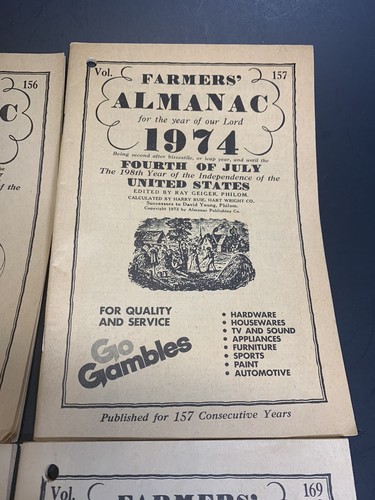 156
C
of the
Vol. 157
FARMERS'
ALMANAC
for the year of our Lord
1974
Being second after bissextile, or leap year, and until the
FOURTH OF JULY
The 198th Year of the Independence of the
UNITED STATES
EDITED BY RAY GEIGER, PHILOM.
CALCULATED BY HARRY BUIE, HART WRIGHT CO.
Successors to David Young, Philom.
Copyright 1973 by Almanac Publishing Co.
FOR QUALITY
AND SERVICE
Go
Gambles
• HARDWARE
• HOUSEWARES
• TV AND SOUND
• APPLIANCES
• FURNITURE
• SPORTS
• PAINT
• AUTOMOTIVE
Published for 157 Consecutive Years
Vol. 169
FARMERS'